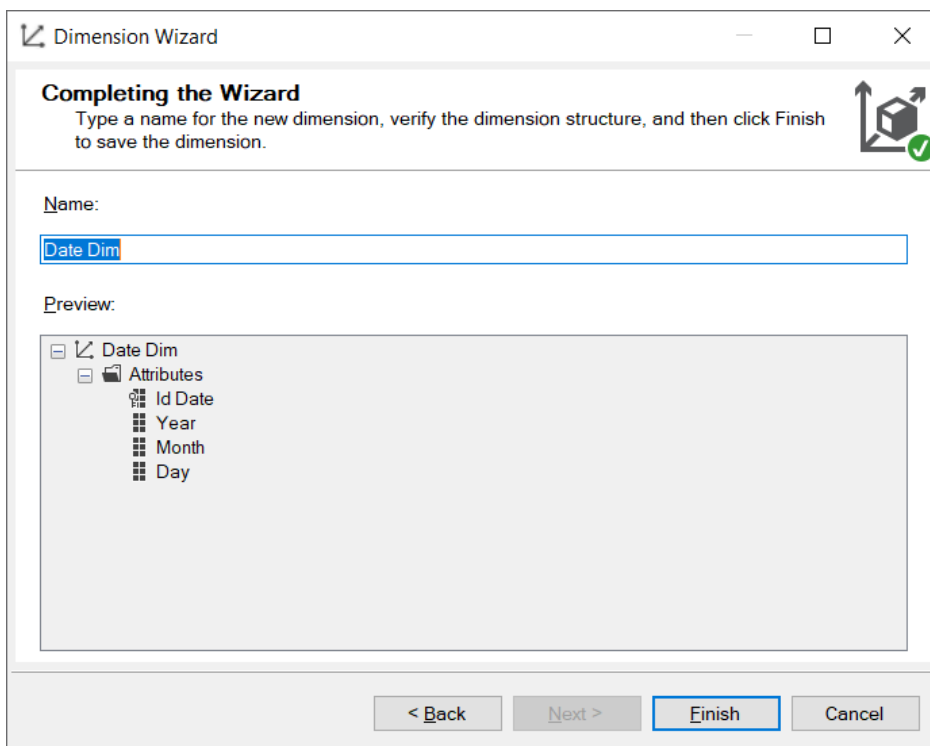 Dimension Wizard
Completing the Wizard
Type a name for the new dimension, verify the dimension structure, and then click Finish
to save the dimension.
Name:
Date Dim
Preview:
Date Dim
Attributes
Id Date
Year
Month
Day
< Back Next > Finish Cancel